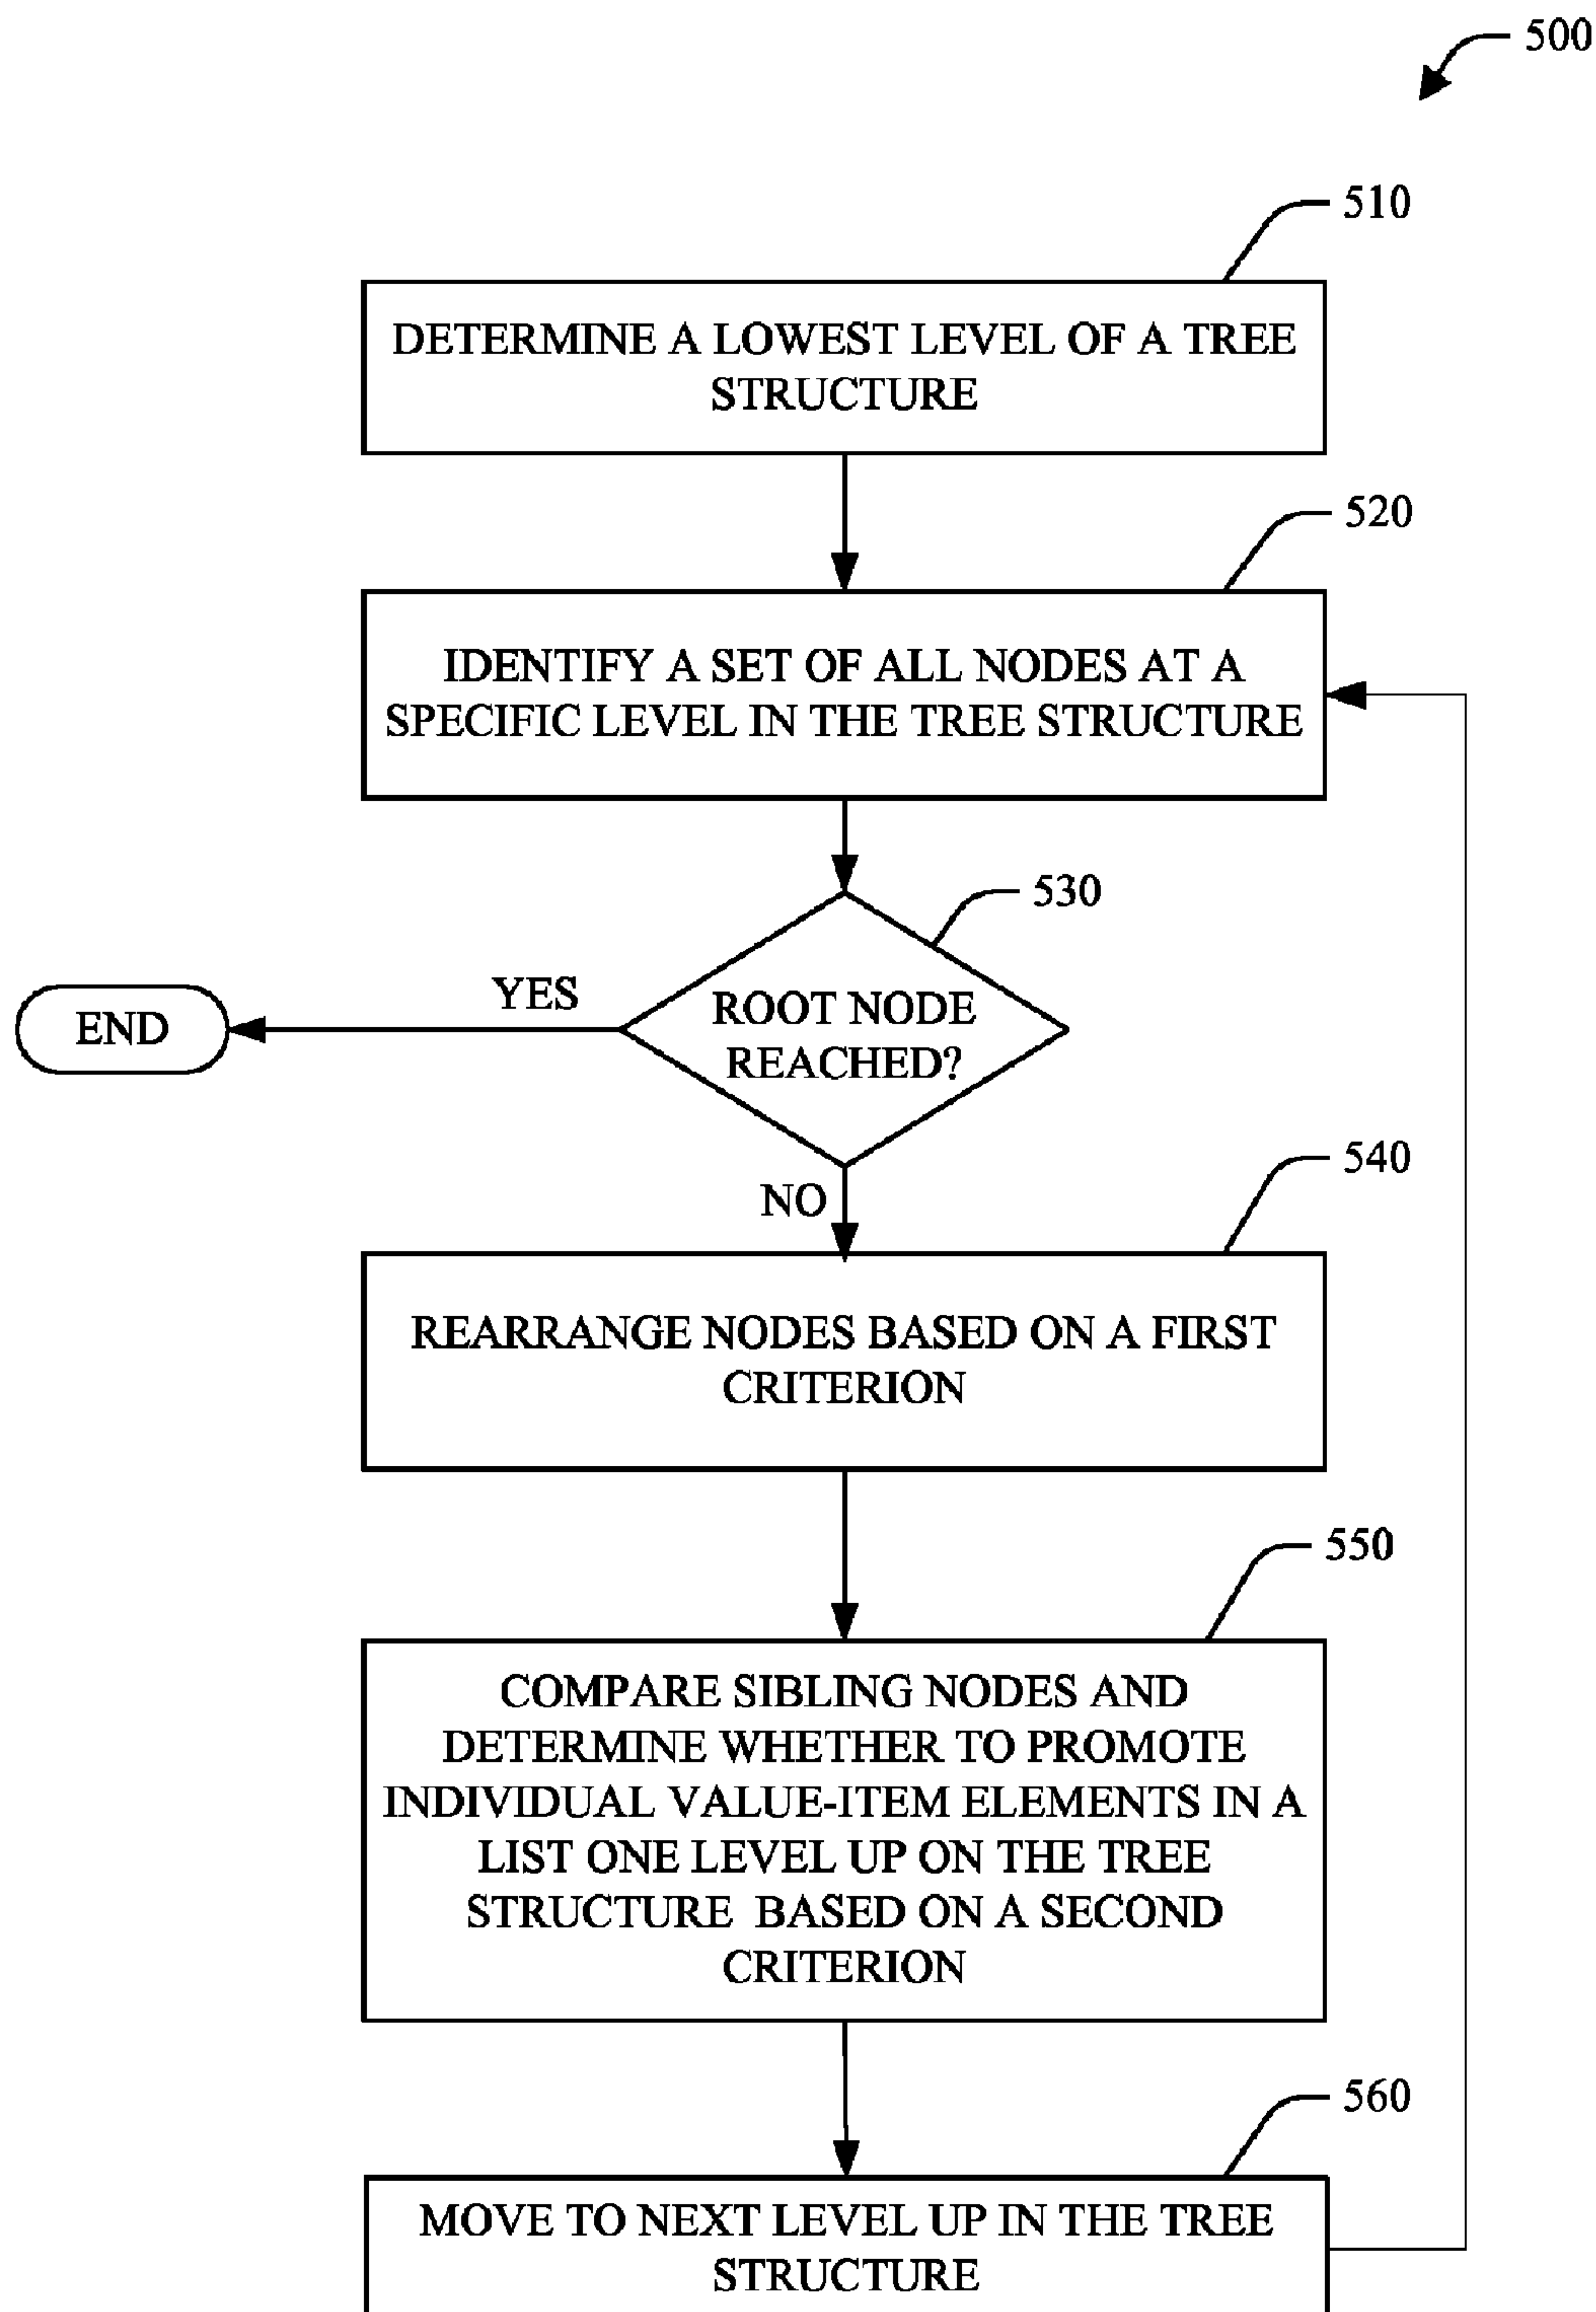 500
510
DETERMINE A LOWEST LEVEL OF A TREE
STRUCTURE
520
IDENTIFY A SET OF ALL NODES AT A
SPECIFIC LEVEL IN THE TREE STRUCTURE
530
YES
ROOT NODE
REACHED?
END
NO
540
REARRANGE NODES BASED ON A FIRST
CRITERION
550
COMPARE SIBLING NODES AND
DETERMINE WHETHER TO PROMOTE
INDIVIDUAL VALUE-ITEM ELEMENTS IN A
LIST ONE LEVEL UP ON THE TREE
STRUCTURE BASED ON A SECOND
CRITERION
560
MOVE TO NEXT LEVEL UP IN THE TREE
STRUCTURE